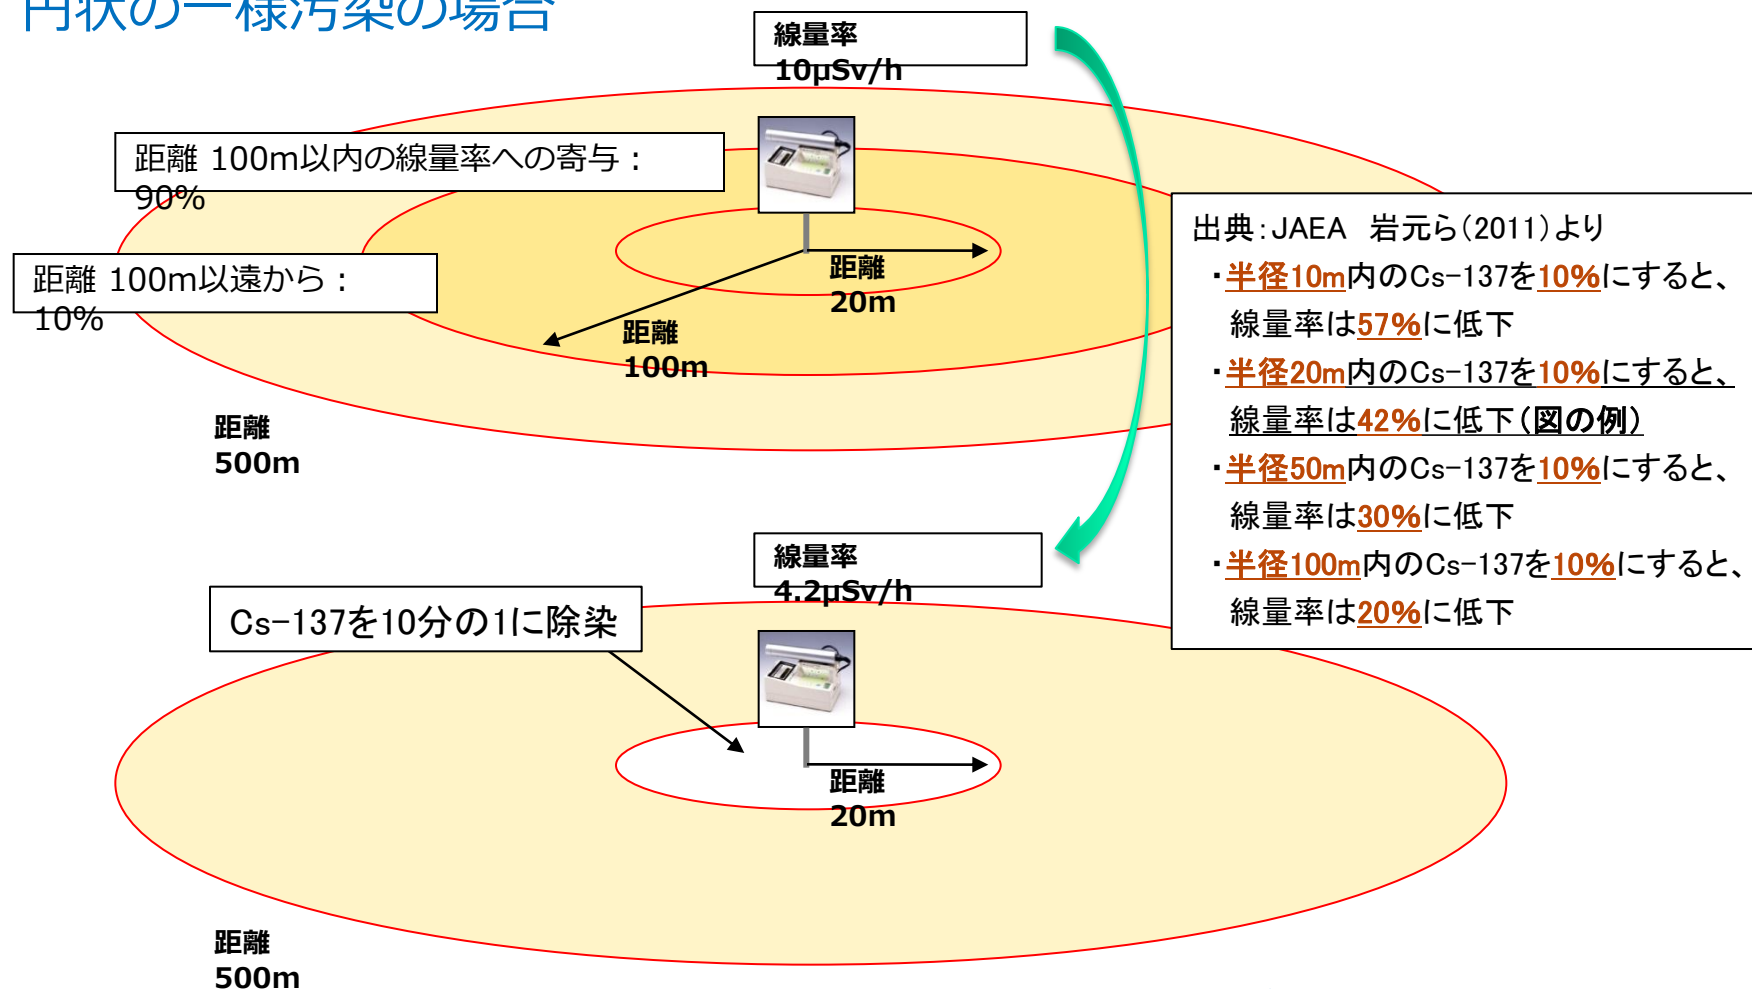 円状の一様汚染の場合
線量率
10μSv/h
距離 100m以内の線量率への寄与：
90%
距離 100m以遠から：
10%
距離
20m
距離
100m
距離
500m
出典：JAEA　岩元ら（2011）より
・半径10m内のCs-137を10%にすると、
線量率は57%に低下
・半径20m内のCs-137を10%にすると、
線量率は42%に低下（図の例）
・半径50m内のCs-137を10%にすると、
線量率は30%に低下
・半径100m内のCs-137を10%にすると、
線量率は20%に低下
線量率
4.2μSv/h
Cs-137を10分の1に除染
距離
20m
距離
500m